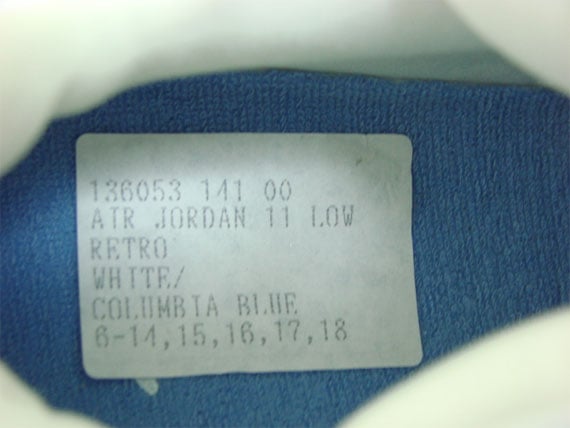 136053 141 00
AIR JORDAN 11 LOW
RETRO
WHITE/
COLUMBIA BLUE
6-14,15,16,17,18